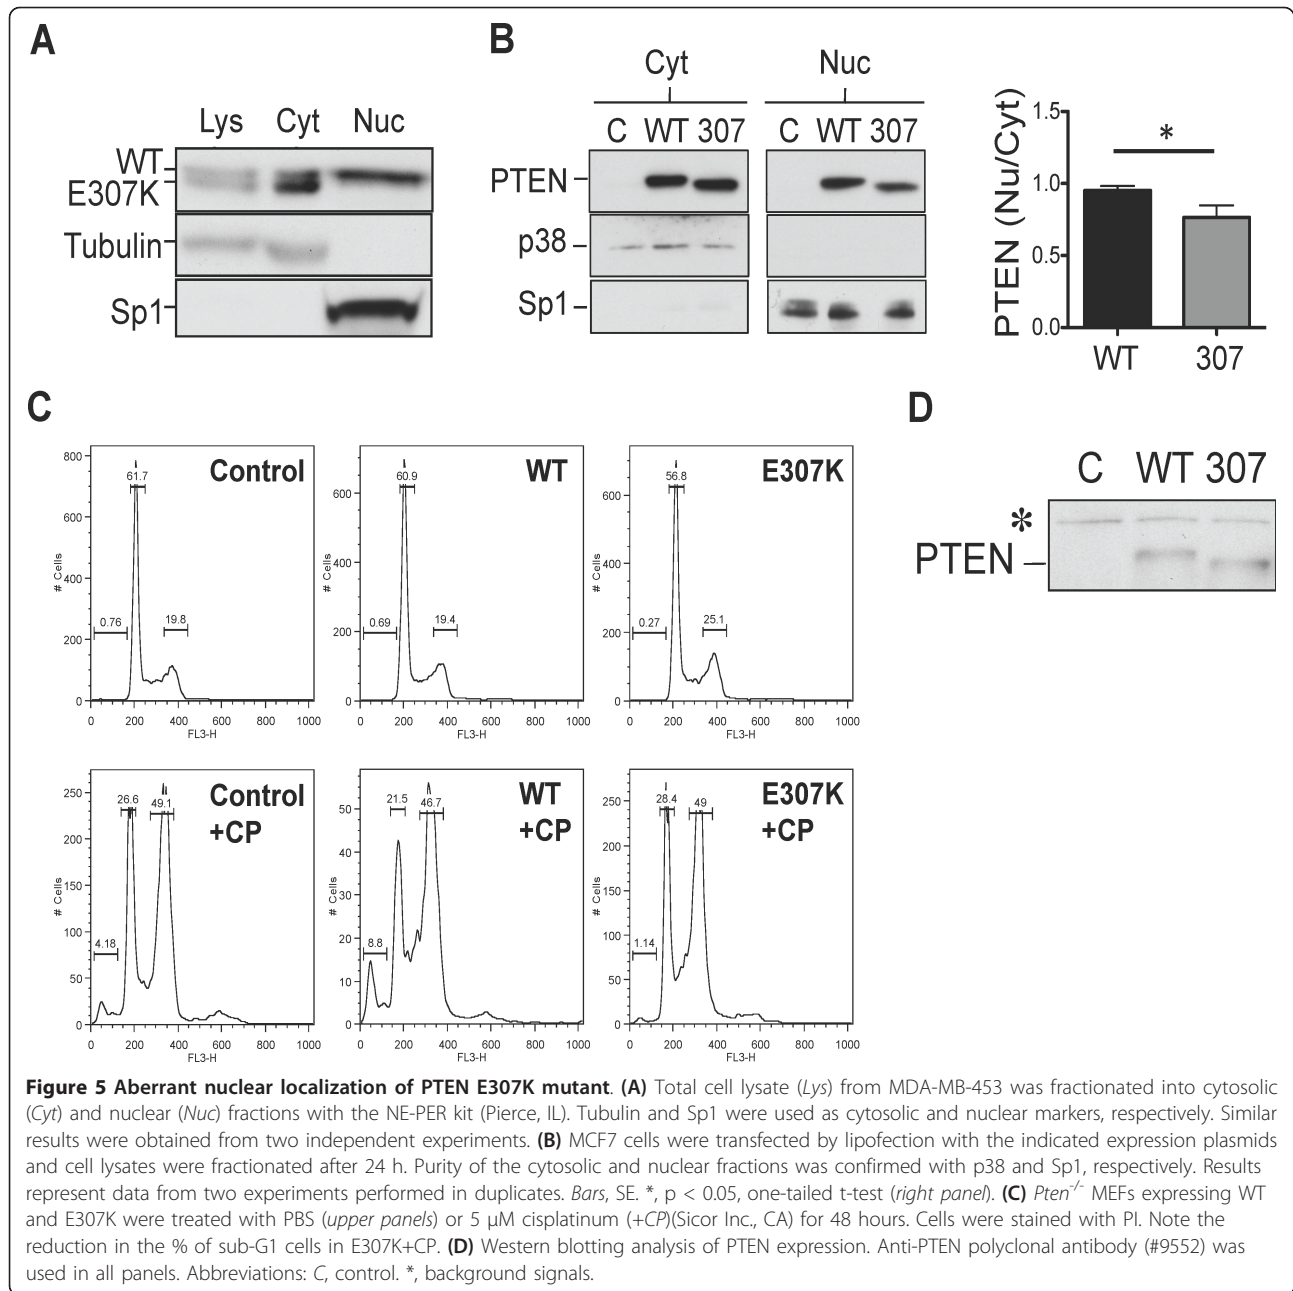 A
Lys Cyt Nuc
WT
E307K
Tubulin
Sp1
B
Cyt Nuc
C WT 307 C WT 307
PTEN
p38
Sp1
PTEN (Nu/Cyt)
1.5
1.0
0.5
0.0
*
WT 307
C
Control
61.7
0.76
19.8
# Cells
800
600
400
200
0
0 200 400 600 800 1000
FL3-H
WT
60.9
0.69
19.4
# Cells
600
400
200
0
0 200 400 600 800 1000
FL3-H
E307K
56.8
0.27
25.1
# Cells
600
400
200
0
0 200 400 600 800 1000
FL3-H
Control
+CP
26.6
49.1
4.18
# Cells
250
200
150
100
50
0
0 200 400 600 800 1000
FL3-H
WT
+CP
21.5
46.7
8.8
# Cells
50
40
30
20
10
0
0 200 400 600 800 1000
FL3-H
E307K
+CP
28.4
49
1.14
# Cells
250
200
150
100
50
0
0 200 400 600 800 1000
FL3-H
D
C WT 307
*
PTEN
Figure 5 Aberrant nuclear localization of PTEN E307K mutant. (A) Total cell lysate (Lys) from MDA-MB-453 was fractionated into cytosolic
(Cyt) and nuclear (Nuc) fractions with the NE-PER kit (Pierce, IL). Tubulin and Sp1 were used as cytosolic and nuclear markers, respectively. Similar
results were obtained from two independent experiments. (B) MCF7 cells were transfected by lipofection with the indicated expression plasmids
and cell lysates were fractionated after 24 h. Purity of the cytosolic and nuclear fractions was confirmed with p38 and Sp1, respectively. Results
represent data from two experiments performed in duplicates. Bars, SE. *, p < 0.05, one-tailed t-test (right panel). (C) Pten-/- MEFs expressing WT
and E307K were treated with PBS (upper panels) or 5 μM cisplatinum (+CP)(Sicor Inc., CA) for 48 hours. Cells were stained with PI. Note the
reduction in the % of sub-G1 cells in E307K+CP. (D) Western blotting analysis of PTEN expression. Anti-PTEN polyclonal antibody (#9552) was
used in all panels. Abbreviations: C, control. *, background signals.